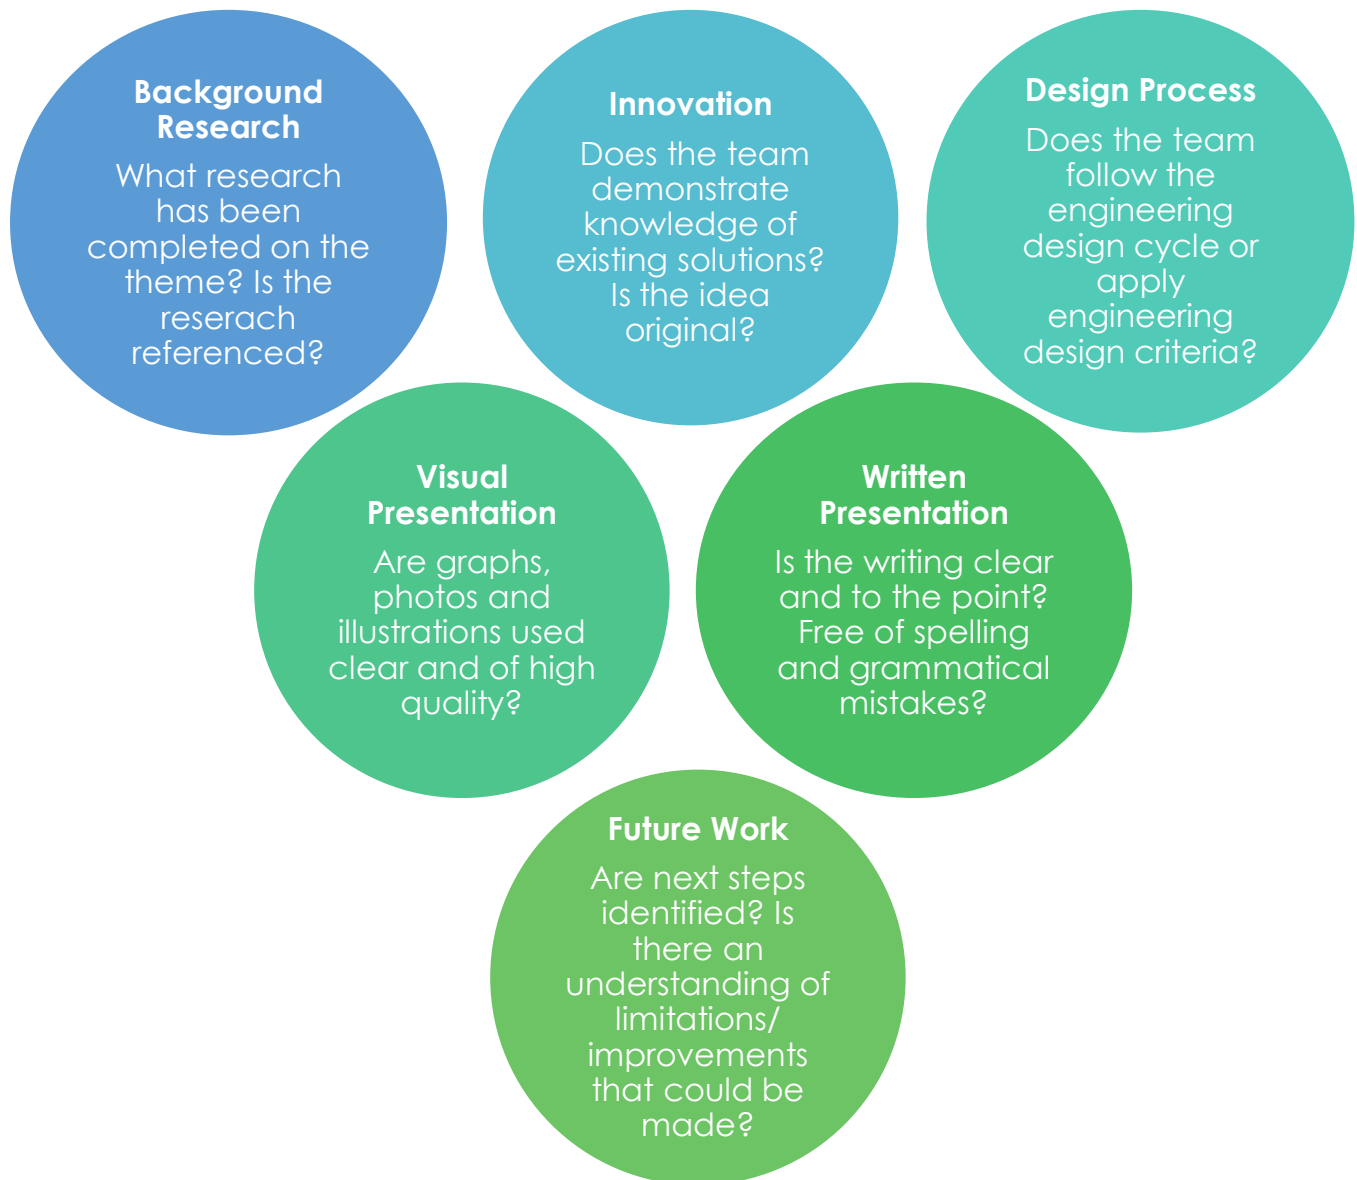 Background
Research
What research
has been
completed on the
theme? Is the
reserach
referenced?
Innovation
Does the team
demonstrate
knowledge of
existing solutions?
Is the idea
original?
Design Process
Does the team
follow the
engineering
design cycle or
apply
engineering
design criteria?
Visual
Presentation
Are graphs,
photos and
illustrations used
clear and of high
quality?
Written
Presentation
Is the writing clear
and to the point?
Free of spelling
and grammatical
mistakes?
Future Work
Are next steps
identified? Is
there an
understanding of
limitations/
improvements
that could be
made?